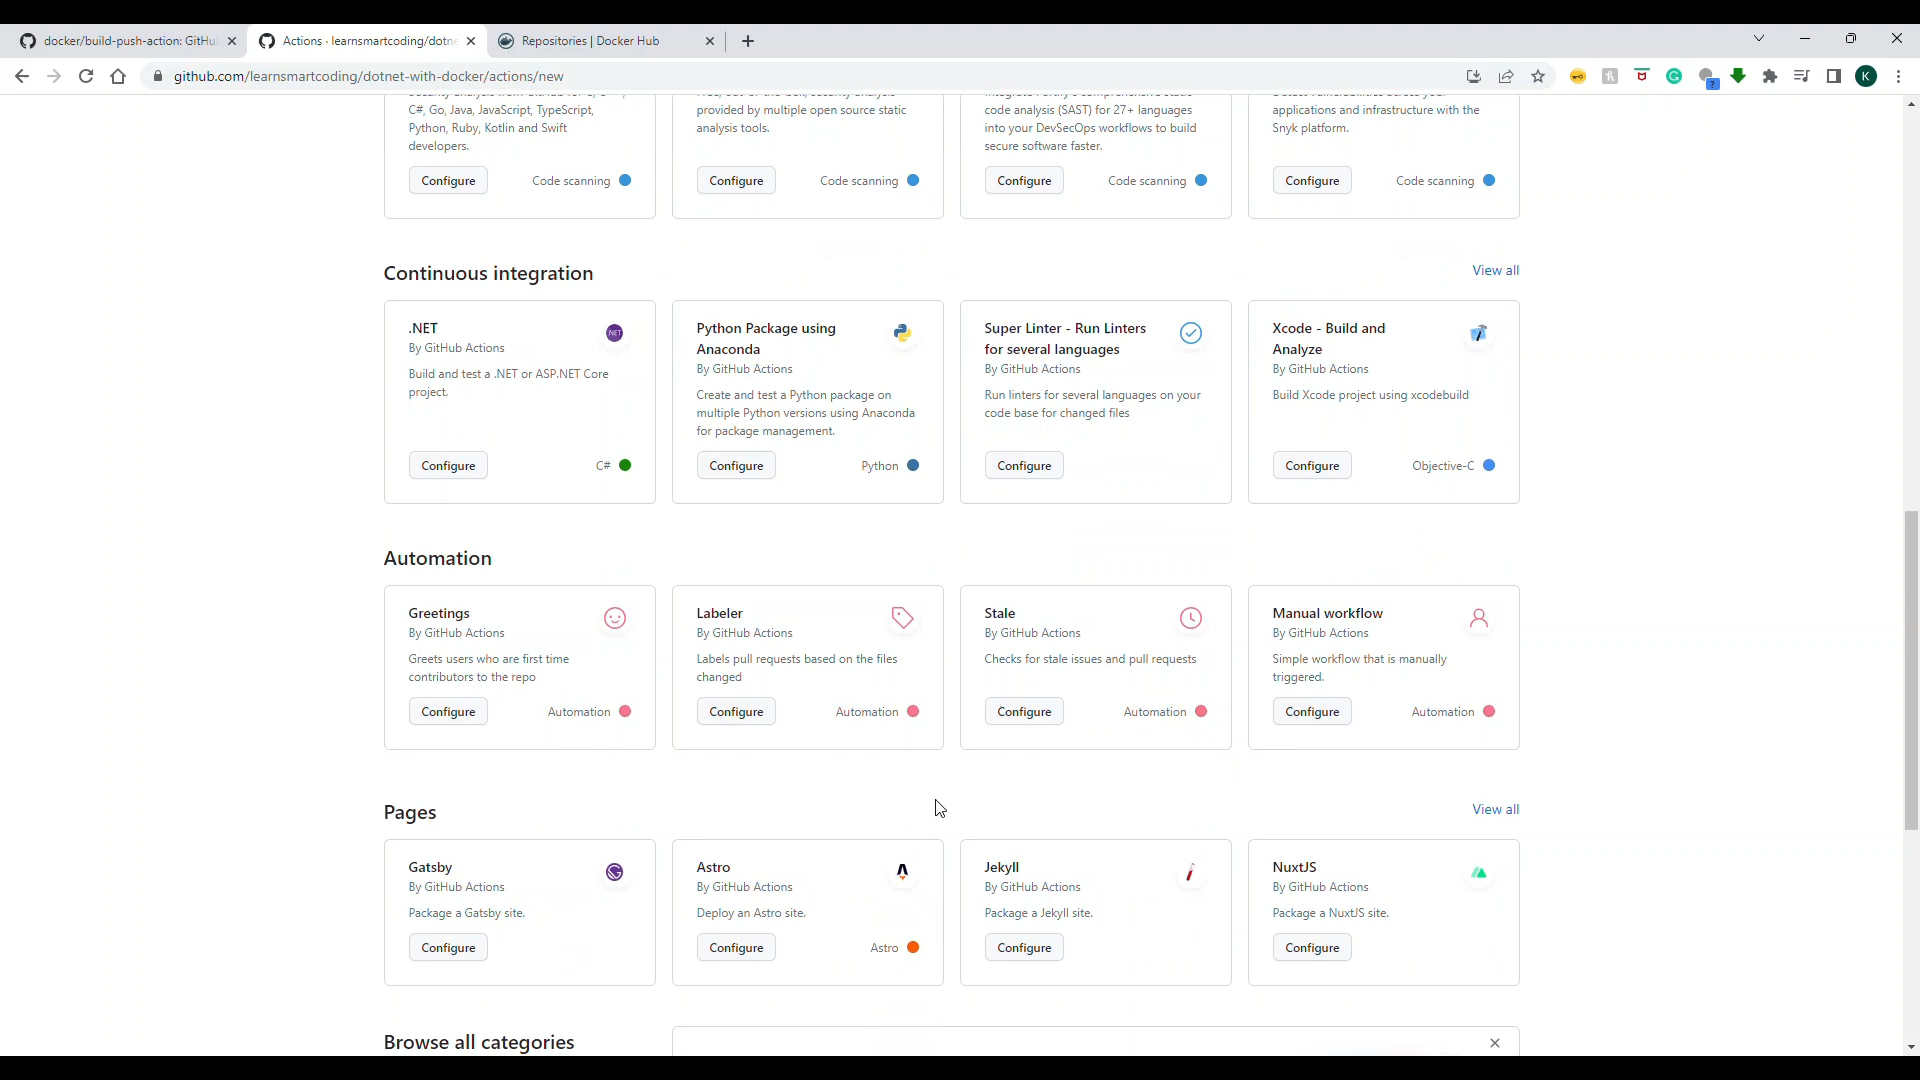 docker/build-push-action: GitHu
Actions · learnsmartcoding/dotne
Repositories | Docker Hub
github.com/learnsmartcoding/dotnet-with-docker/actions/new
K
C#, Go, Java, JavaScript, TypeScript,
Python, Ruby, Kotlin and Swift
developers.
Configure
Code scanning
provided by multiple open source static
analysis tools.
Configure
Code scanning
code analysis (SAST) for 27+ languages
into your DevSecOps workflows to build
secure software faster.
Configure
Code scanning
applications and infrastructure with the
Snyk platform.
Configure
Code scanning
Continuous integration
View all
.NET
NET
By GitHub Actions
Build and test a .NET or ASP.NET Core
project.
Configure
C#
Python Package using
Anaconda
By GitHub Actions
Create and test a Python package on
multiple Python versions using Anaconda
for package management.
Configure
Python
Super Linter - Run Linters
for several languages
By GitHub Actions
Run linters for several languages on your
code base for changed files
Configure
Xcode - Build and
Analyze
By GitHub Actions
Build Xcode project using xcodebuild
Configure
Objective-C
Automation
Greetings
By GitHub Actions
Greets users who are first time
contributors to the repo
Configure
Automation
Labeler
By GitHub Actions
Labels pull requests based on the files
changed
Configure
Automation
Stale
By GitHub Actions
Checks for stale issues and pull requests
Configure
Automation
Manual workflow
By GitHub Actions
Simple workflow that is manually
triggered.
Configure
Automation
Pages
View all
Gatsby
By GitHub Actions
Package a Gatsby site.
Configure
Astro
By GitHub Actions
Deploy an Astro site.
Configure
Astro
Jekyll
By GitHub Actions
Package a Jekyll site.
Configure
NuxtJS
By GitHub Actions
Package a NuxtJS site.
Configure
Browse all categories